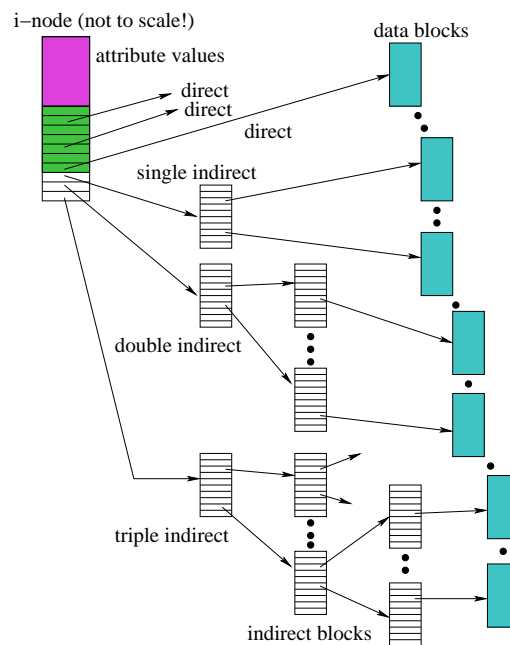 i-node (not to scale!)
data blocks
attribute values
direct
direct
direct
single indirect
double indirect
triple indirect
indirect blocks